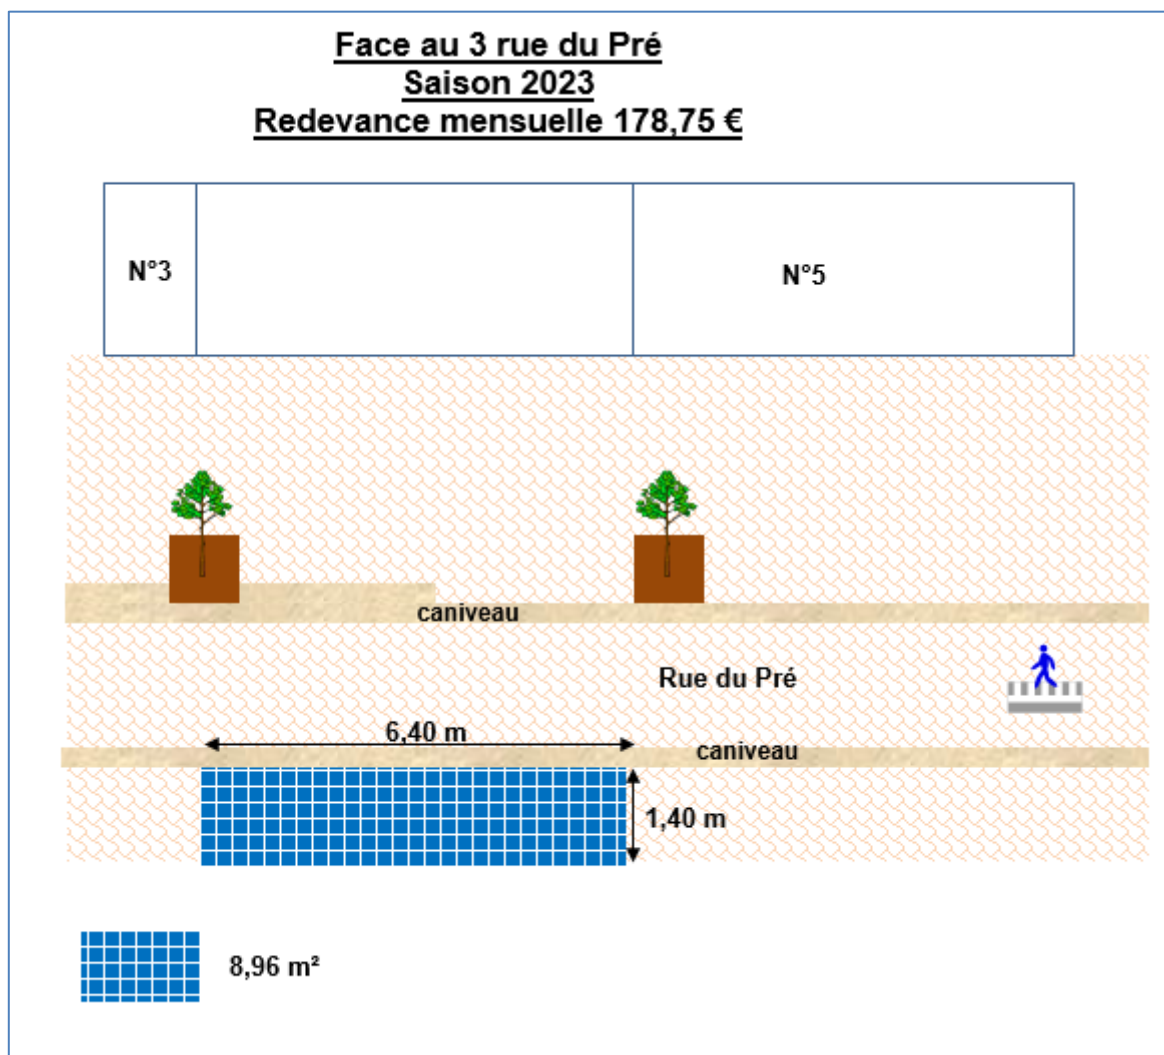 Face au 3 rue du Pré
Saison 2023
Redevance mensuelle 178,75 €
N°3
N°5
caniveau
Rue du Pré
6,40 m
caniveau
1,40 m
8,96 m²